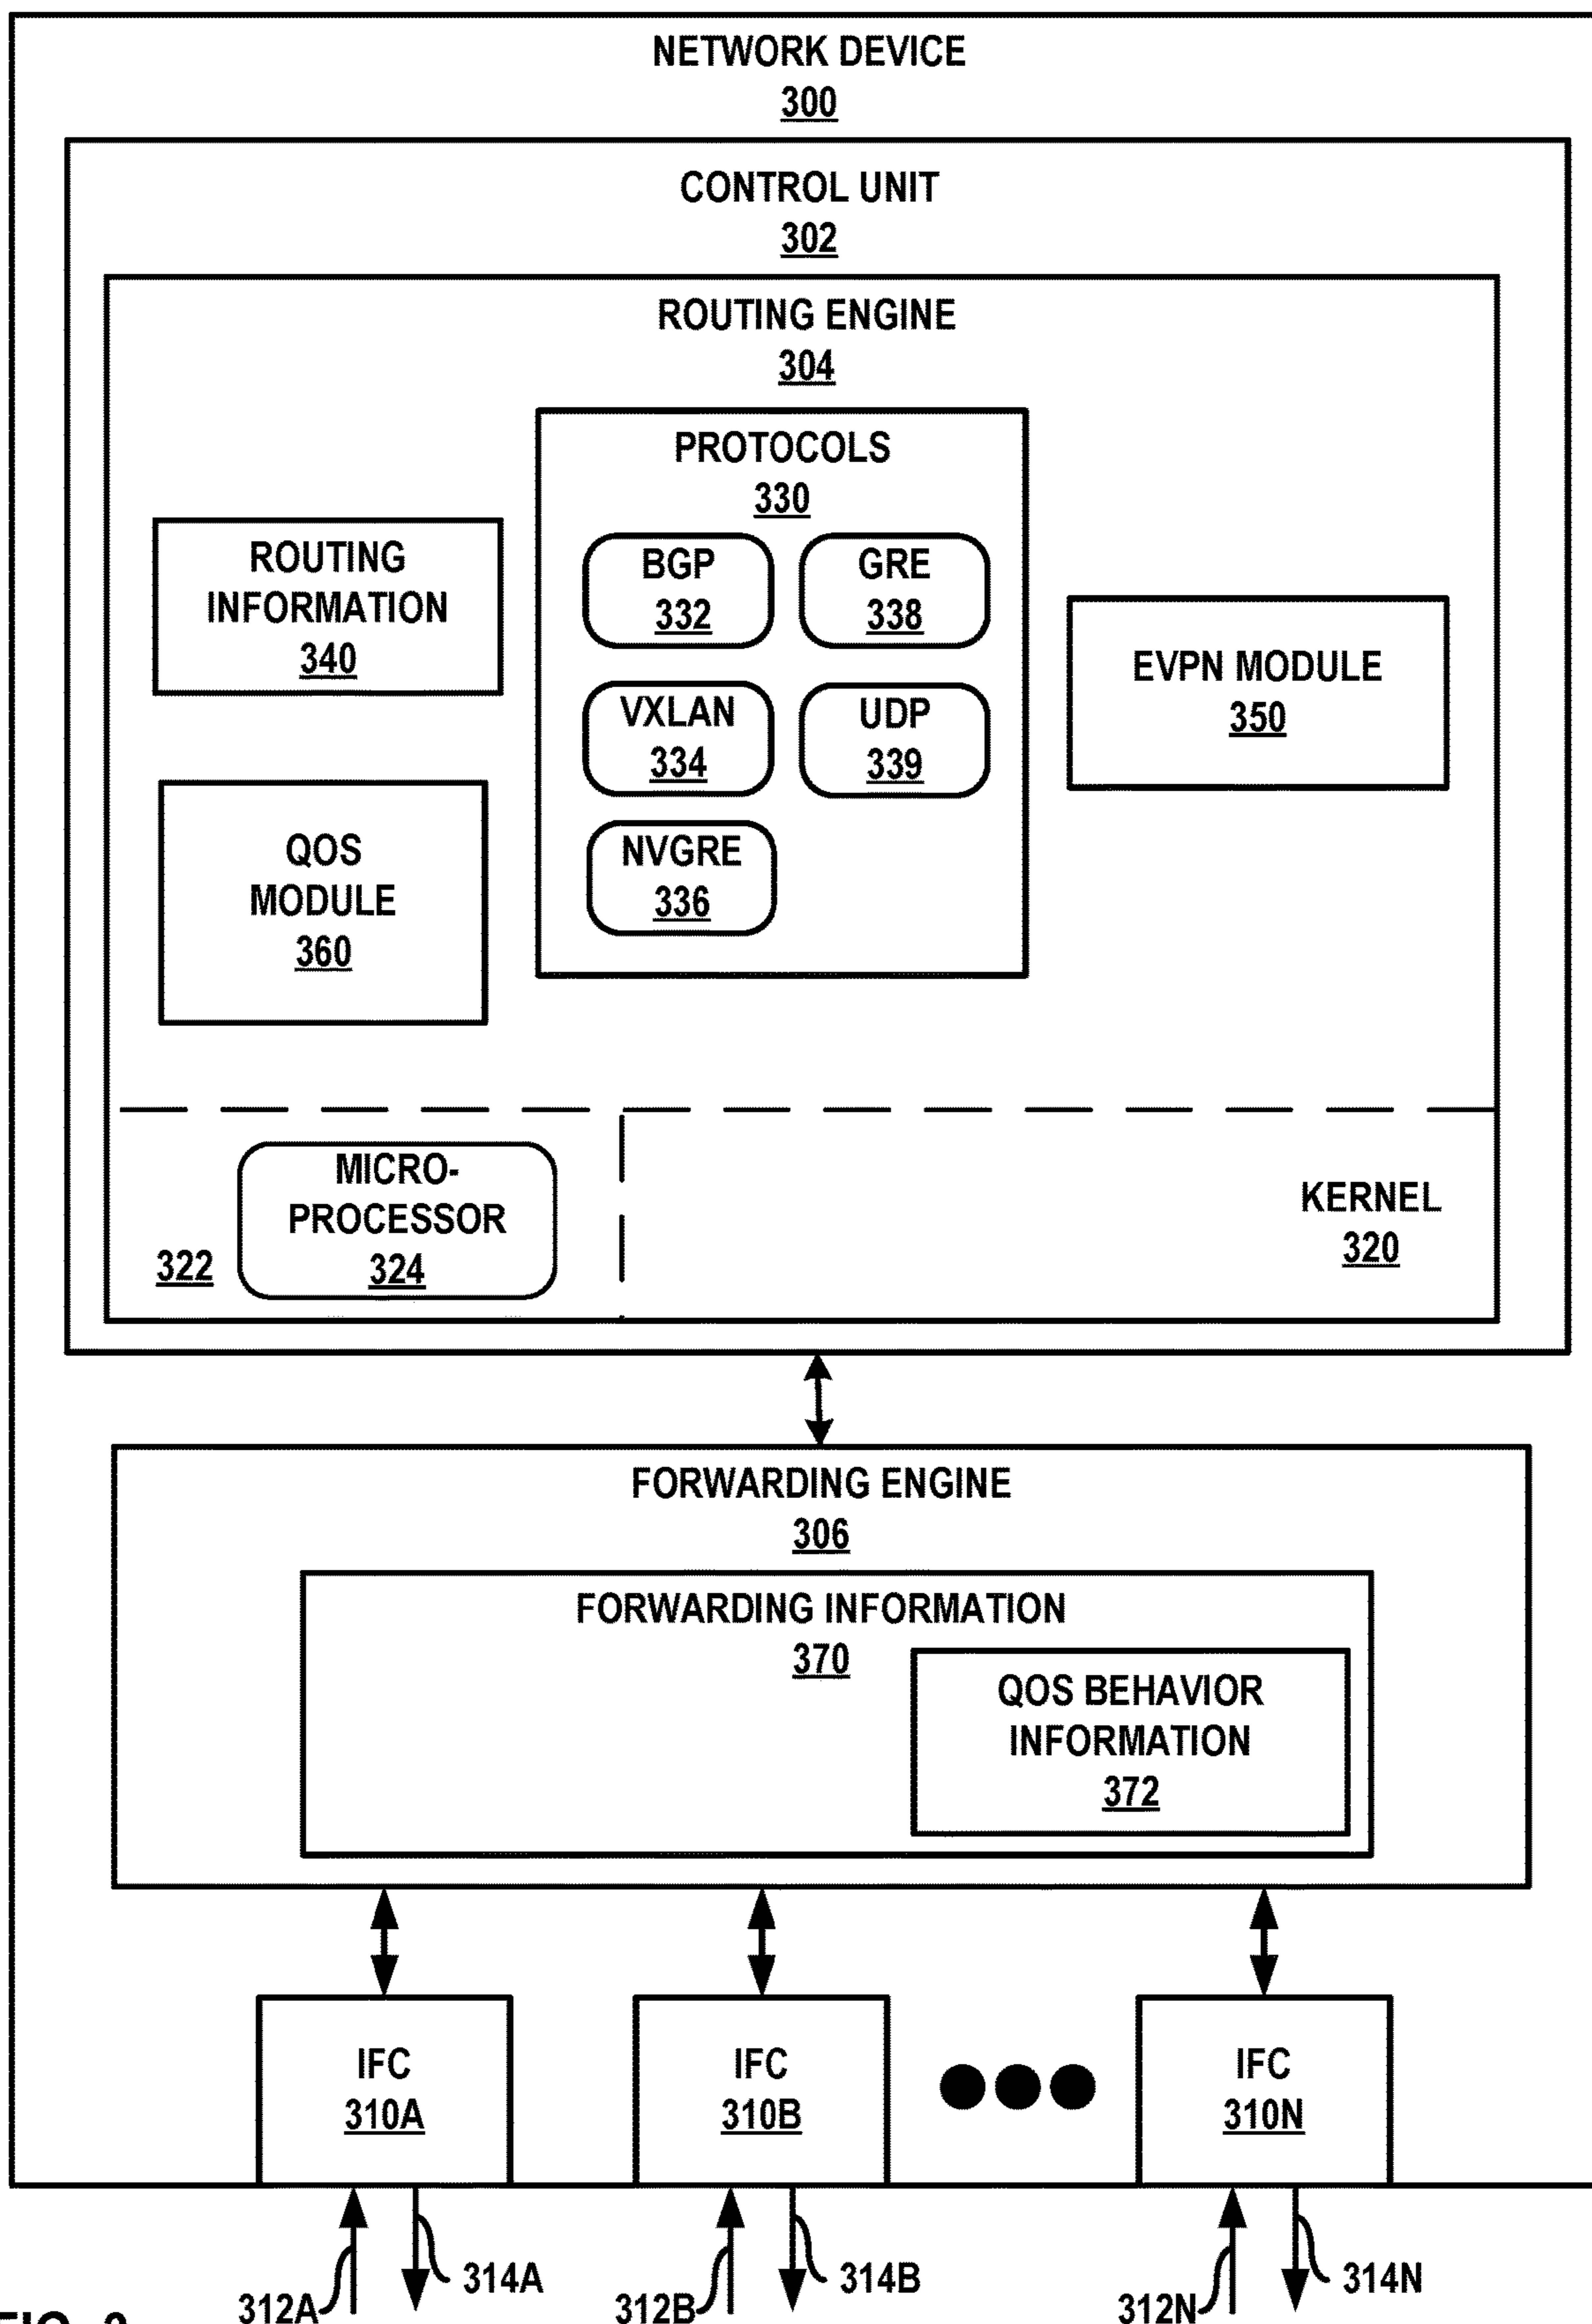 NETWORK DEVICE
300
CONTROL UNIT
302
ROUTING ENGINE
304
PROTOCOLS
330
ROUTING
INFORMATION
340
BGP
332
GRE
338
VXLAN
334
UDP
339
NVGRE
336
EVPN MODULE
350
QOS
MODULE
360
322
MICRO-
PROCESSOR
324
KERNEL
320
FORWARDING ENGINE
306
FORWARDING INFORMATION
370
QOS BEHAVIOR
INFORMATION
372
IFC
310A
IFC
310B
IFC
310N
312A
314A
312B
314B
312N
314N